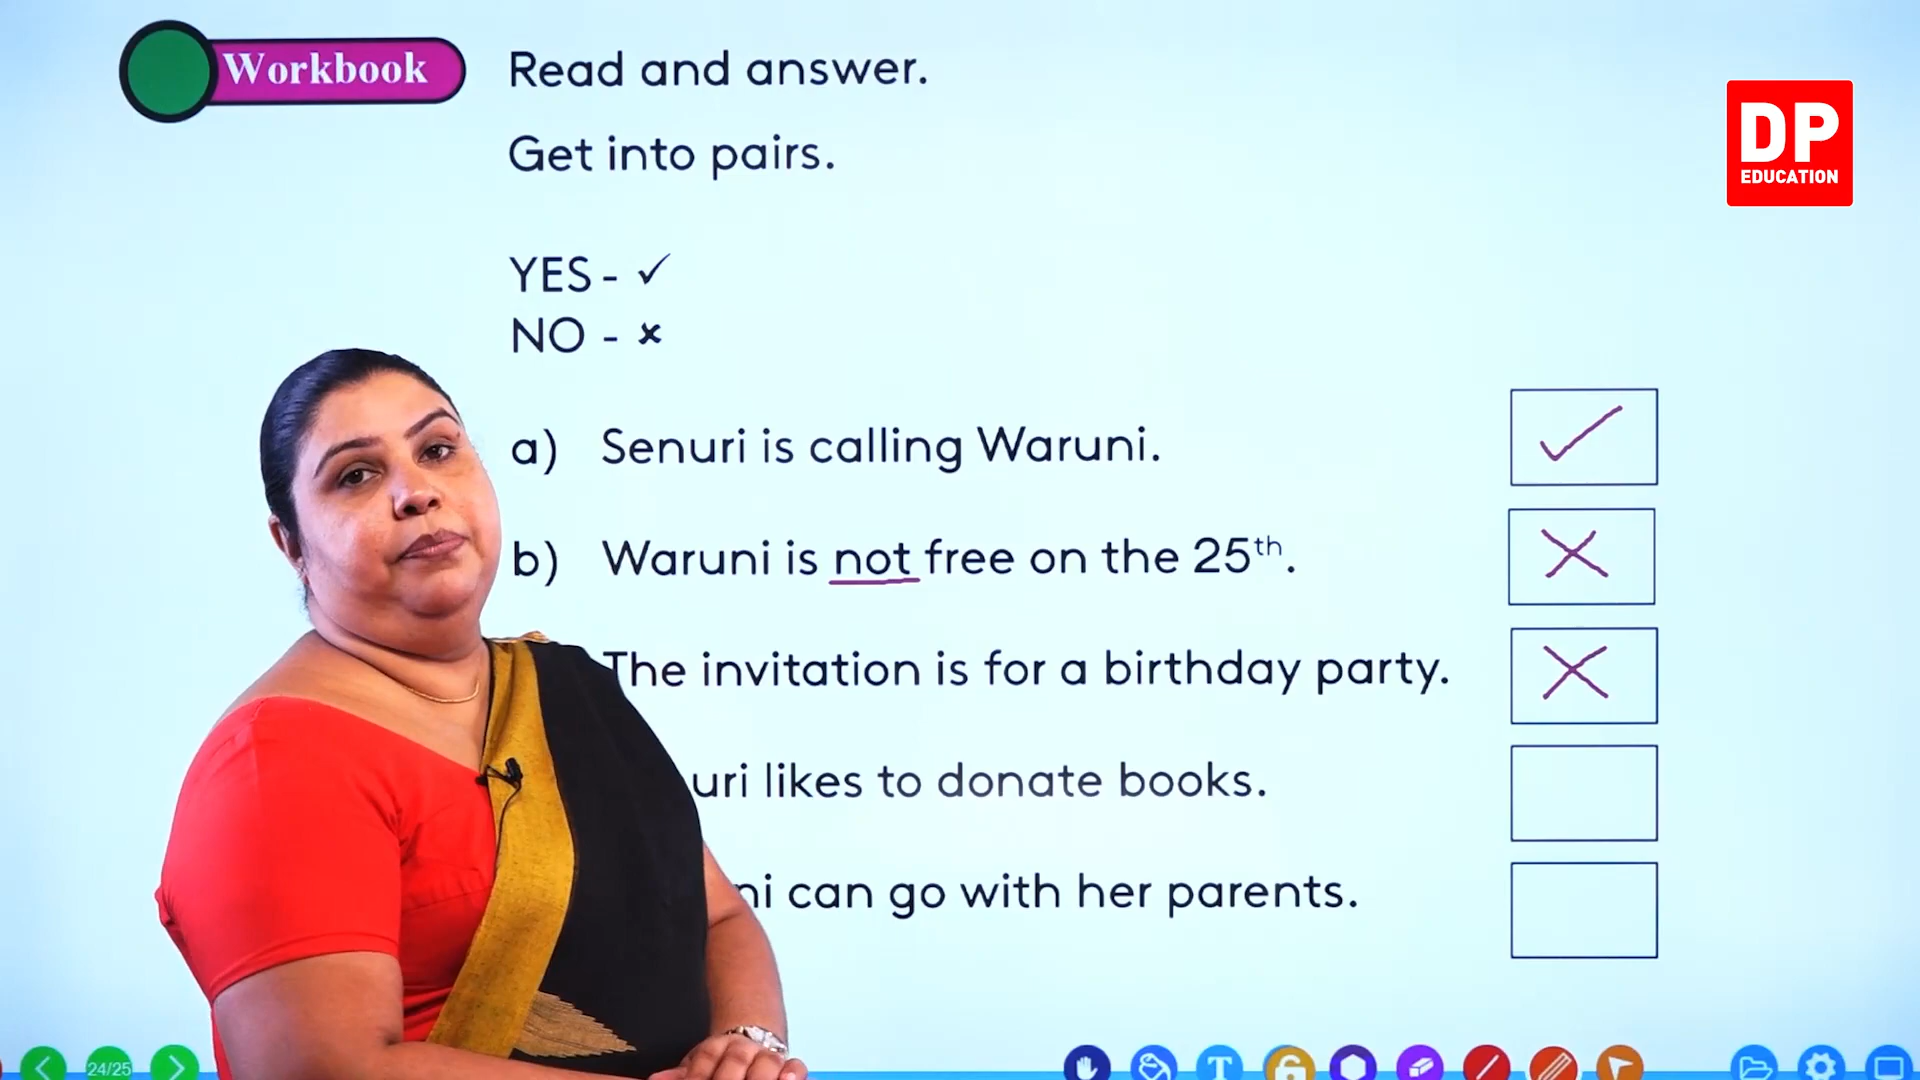 Workbook
Read and answer.
Get into pairs.
DP
EDUCATION
YES - ✓
NO - ×
a) Senuri is calling Waruni.
b) Waruni is not free on the 25th.
The invitation is for a birthday party.
likes to donate books.
can go with her parents.
24/25
T